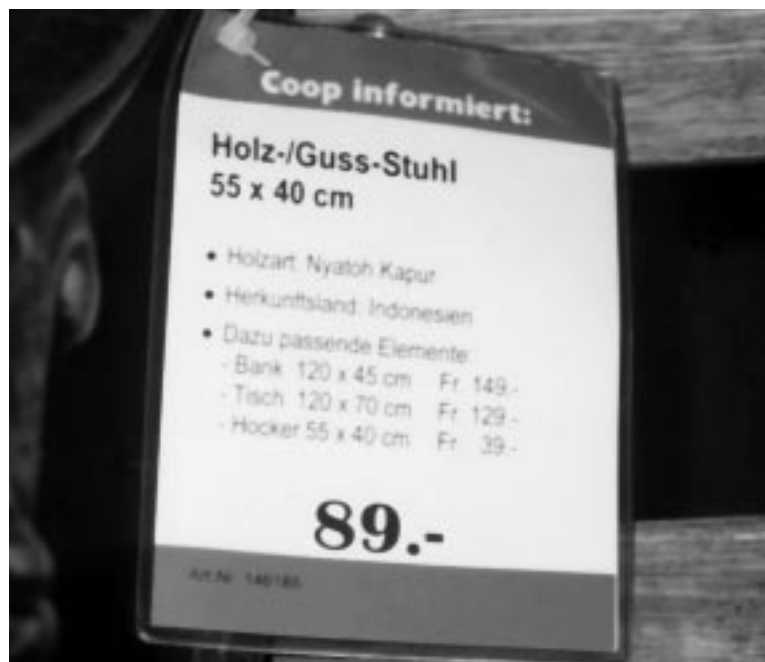 Coop informiert:
Holz-/Guss-Stuhl
55 x 40 cm
• Holzart: Nyatoh Kapur
• Herkunftsland: Indonesien
• Dazu passende Elemente:
- Bank 120 x 45 cm Fr. 149.-
- Tisch 120 x 70 cm Fr. 129.-
- Hocker 55 x 40 cm Fr. 39.-
89.-
Art.Nr.